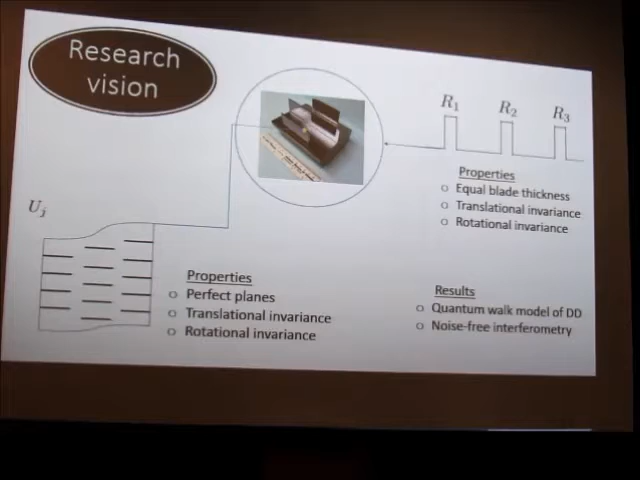 Research
vision
R1
R2
R3
Properties
Equal blade thickness
Translational invariance
Rotational invariance
Uj
Properties
Perfect planes
Translational invariance
Rotational invariance
Results
Quantum walk model of DD
Noise-free interferometry